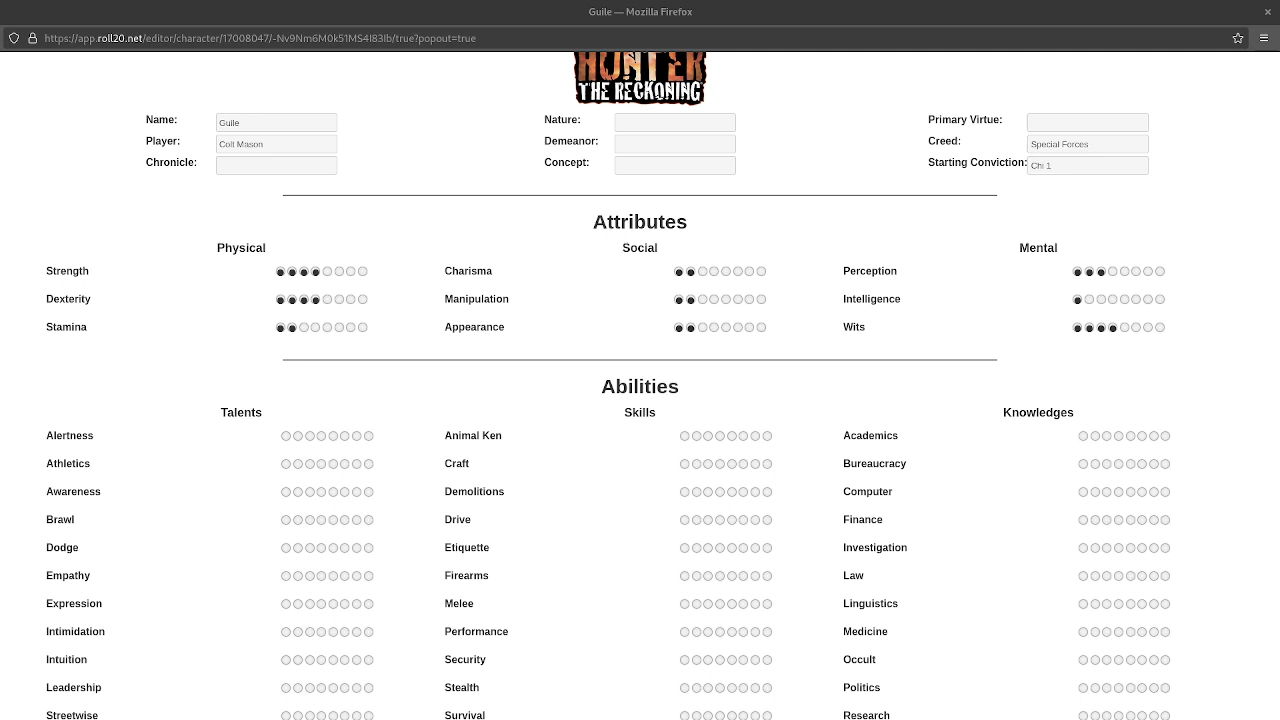 Guile — Mozilla Firefox
https://app.roll20.net/editor/character/17008047/-Nv9Nm6M0k51MS4I83lb/true?popout=true
HUNTER
THE RECKONING
Name: Guile Nature: Primary Virtue:
Player: Colt Mason Demeanor: Creed: Special Forces
Chronicle: Concept: Starting Conviction: Chi 1
Attributes
Physical Social Mental
Strength Charisma Perception
Dexterity Manipulation Intelligence
Stamina Appearance Wits
Abilities
Talents Skills Knowledges
Alertness Animal Ken Academics
Athletics Craft Bureaucracy
Awareness Demolitions Computer
Brawl Drive Finance
Dodge Etiquette Investigation
Empathy Firearms Law
Expression Melee Linguistics
Intimidation Performance Medicine
Intuition Security Occult
Leadership Stealth Politics
Streetwise Survival Research